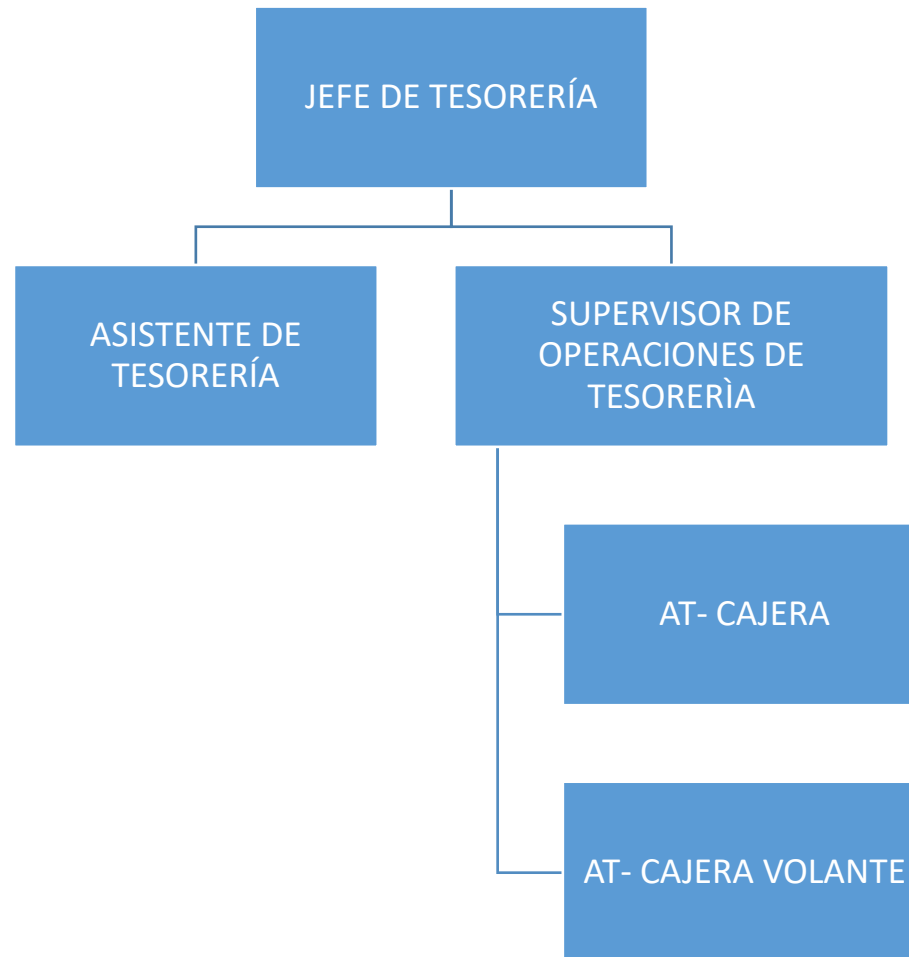 JEFE DE TESORERÍA
ASISTENTE DE
TESORERÍA
SUPERVISOR DE
OPERACIONES DE
TESORERÌA
AT- CAJERA
AT- CAJERA VOLANTE